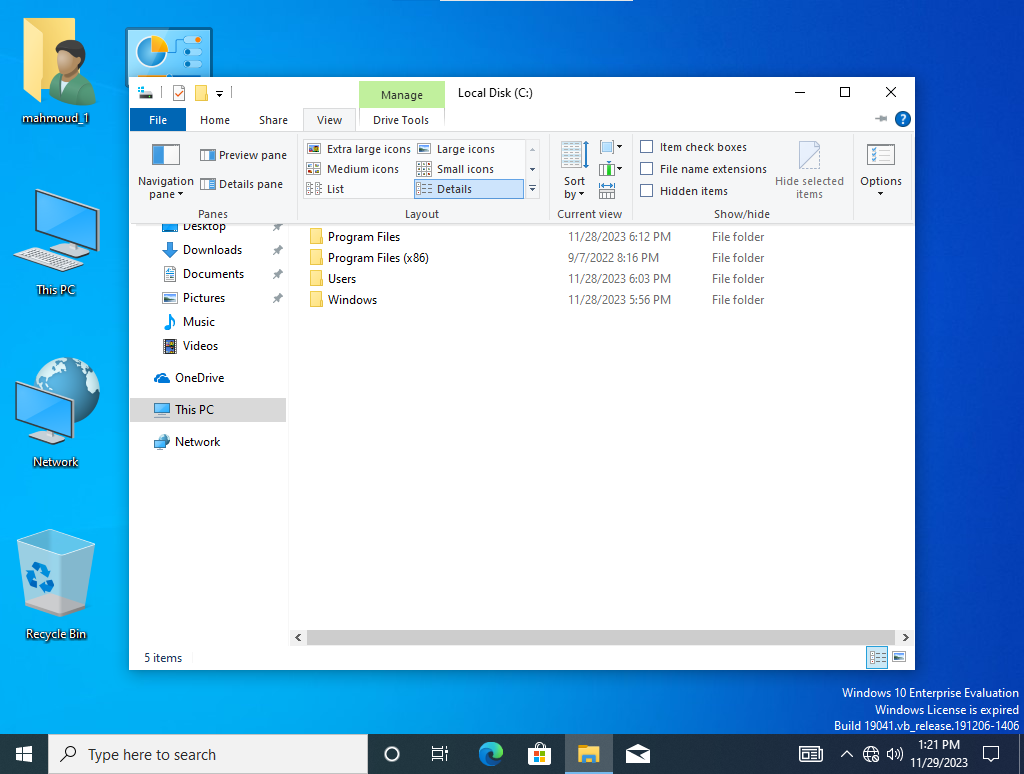 mahmoud_1
This PC
Network
Recycle Bin
Manage
Local Disk (C:)
File
Home
Share
View
Drive Tools
Navigation
pane
Preview pane
Details pane
Panes
Extra large icons
Large icons
Medium icons
Small icons
List
Details
Layout
Sort
by
Current view
Item check boxes
File name extensions
Hidden items
Hide selected
items
Show/hide
Options
Desktop
Downloads
Documents
Pictures
Music
Videos
OneDrive
This PC
Network
Program Files 11/28/2023 6:12 PM File folder
Program Files (x86) 9/7/2022 8:16 PM File folder
Users 11/28/2023 6:03 PM File folder
Windows 11/28/2023 5:56 PM File folder
5 items
Windows 10 Enterprise Evaluation
Windows License is expired
Build 19041.vb_release.191206-1406
Type here to search
1:21 PM
11/29/2023